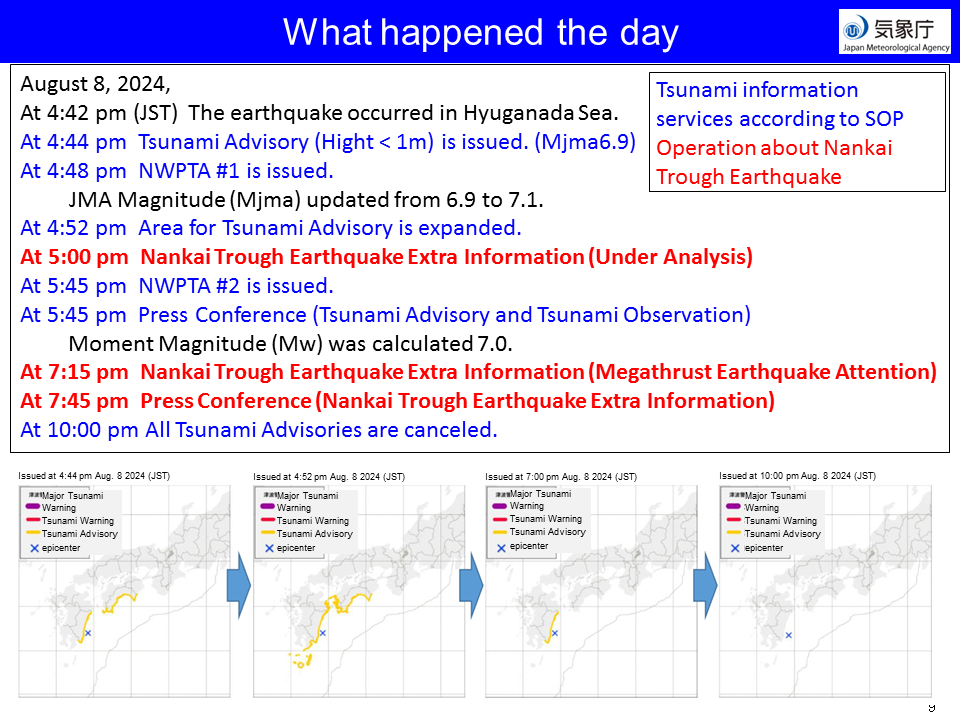 What happened the day
気象庁
Japan Meteorological Agency
August 8, 2024,
At 4:42 pm (JST)  The earthquake occurred in Hyuganada Sea.
At 4:44 pm  Tsunami Advisory (Hight < 1m) is issued. (Mjma6.9)
At 4:48 pm  NWPTA #1 is issued.
JMA Magnitude (Mjma) updated from 6.9 to 7.1.
At 4:52 pm  Area for Tsunami Advisory is expanded.
At 5:00 pm  Nankai Trough Earthquake Extra Information (Under Analysis)
At 5:45 pm  NWPTA #2 is issued.
At 5:45 pm  Press Conference (Tsunami Advisory and Tsunami Observation)
Moment Magnitude (Mw) was calculated 7.0.
At 7:15 pm  Nankai Trough Earthquake Extra Information (Megathrust Earthquake Attention)
At 7:45 pm  Press Conference (Nankai Trough Earthquake Extra Information)
At 10:00 pm All Tsunami Advisories are canceled.
Tsunami information
services according to SOP
Operation about Nankai
Trough Earthquake
Issued at 4:44 pm Aug. 8 2024 (JST)
Major Tsunami
Warning
Tsunami Warning
Tsunami Advisory
epicenter
Issued at 4:52 pm Aug. 8 2024 (JST)
Major Tsunami
Warning
Tsunami Warning
Tsunami Advisory
epicenter
Issued at 7:00 pm Aug. 8 2024 (JST)
Major Tsunami
Warning
Tsunami Warning
Tsunami Advisory
epicenter
Issued at 10:00 pm Aug. 8 2024 (JST)
Major Tsunami
Warning
Tsunami Warning
Tsunami Advisory
epicenter
9